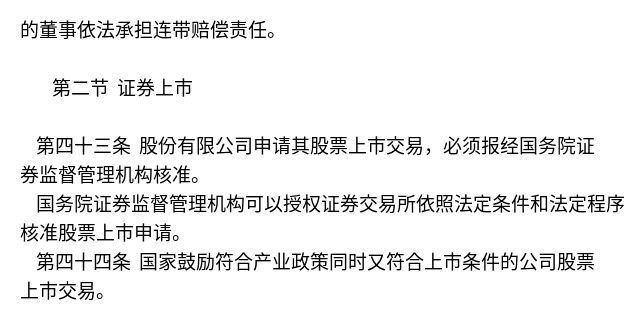 的董事依法承担连带赔偿责任。
第二节 证券上市
第四十三条 股份有限公司申请其股票上市交易，必须报经国务院证
券监督管理机构核准。
国务院证券监督管理机构可以授权证券交易所依照法定条件和法定程序
核准股票上市申请。
第四十四条 国家鼓励符合产业政策同时又符合上市条件的公司股票
上市交易。